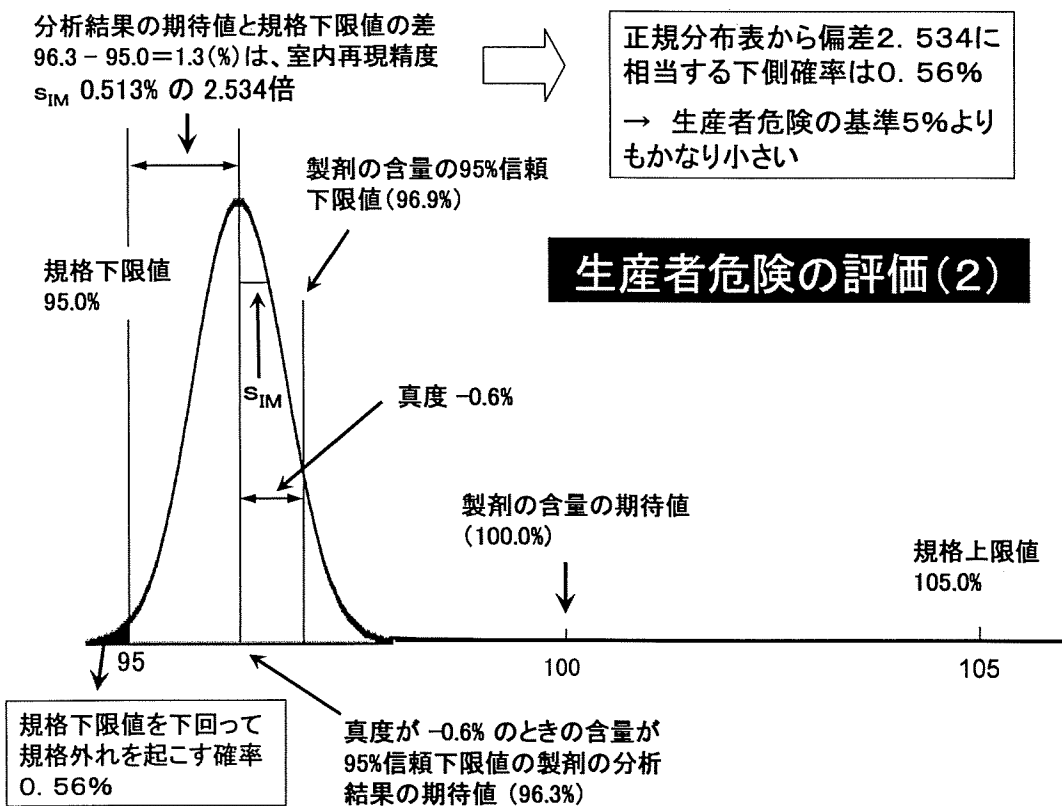 分析結果の期待値と規格下限値の差
96.3 − 95.0＝1.3(%)は、室内再現精度
sIM 0.513% の 2.534倍
正規分布表から偏差2．534に
相当する下側確率は0．56%
→ 生産者危険の基準5%より
もかなり小さい
製剤の含量の95%信頼
下限値(96.9%)
規格下限値
95.0%
生産者危険の評価(2)
sIM
真度 −0.6%
製剤の含量の期待値
(100.0%)
規格上限値
105.0%
95
100
105
規格下限値を下回って
規格外れを起こす確率
0．56%
真度が −0.6% のときの含量が
95%信頼下限値の製剤の分析
結果の期待値 (96.3%)